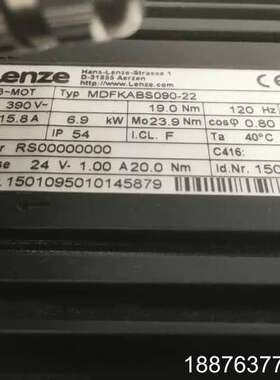 Lenze Hans-Lenze-Strasse 1
D-31855 Aerzen
www.Lenze.com
3-MOT Typ MDFKABS090-22
390 V~ 19.0 Nm 120 Hz
15.8 A 6.9 kW Mo 23.9 Nm cosφ 0.80
IP 54 I.CL. F Ta 40°C
r RS00000000 C416:
se 24 V- 1.00 A 20.0 Nm Id.Nr. 150
1501095010145879
18876377